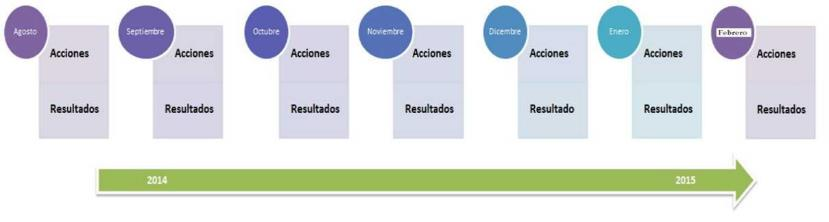 Agosto
Acciones
Resultados
Septiembre
Acciones
Resultados
Octubre
Acciones
Resultados
Noviembre
Acciones
Resultados
Dicembre
Acciones
Resultado
Enero
Acciones
Resultados
Febrero
Acciones
Resultados
2014
2015